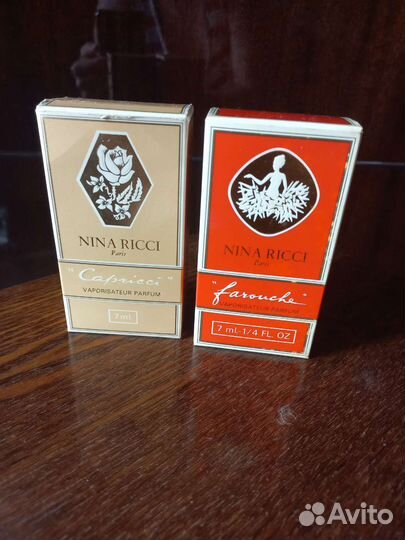 NINA RICCI
Paris
"Capricci"
VAPORISATEUR PARFUM
7 ml
NINA RICCI
Paris
"farouche"
VAPORISATEUR PARFUM
7 ml-1/4 FL. OZ
Avito